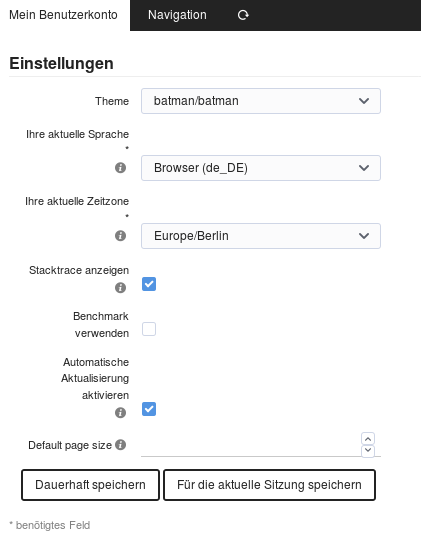 Mein Benutzerkonto Navigation
Einstellungen
Theme batman/batman
Ihre aktuelle Sprache
*
Browser (de_DE)
Ihre aktuelle Zeitzone
*
Europe/Berlin
Stacktrace anzeigen
Benchmark
verwenden
Automatische
Aktualisierung
aktivieren
Default page size
Dauerhaft speichern Für die aktuelle Sitzung speichern
* benötigtes Feld